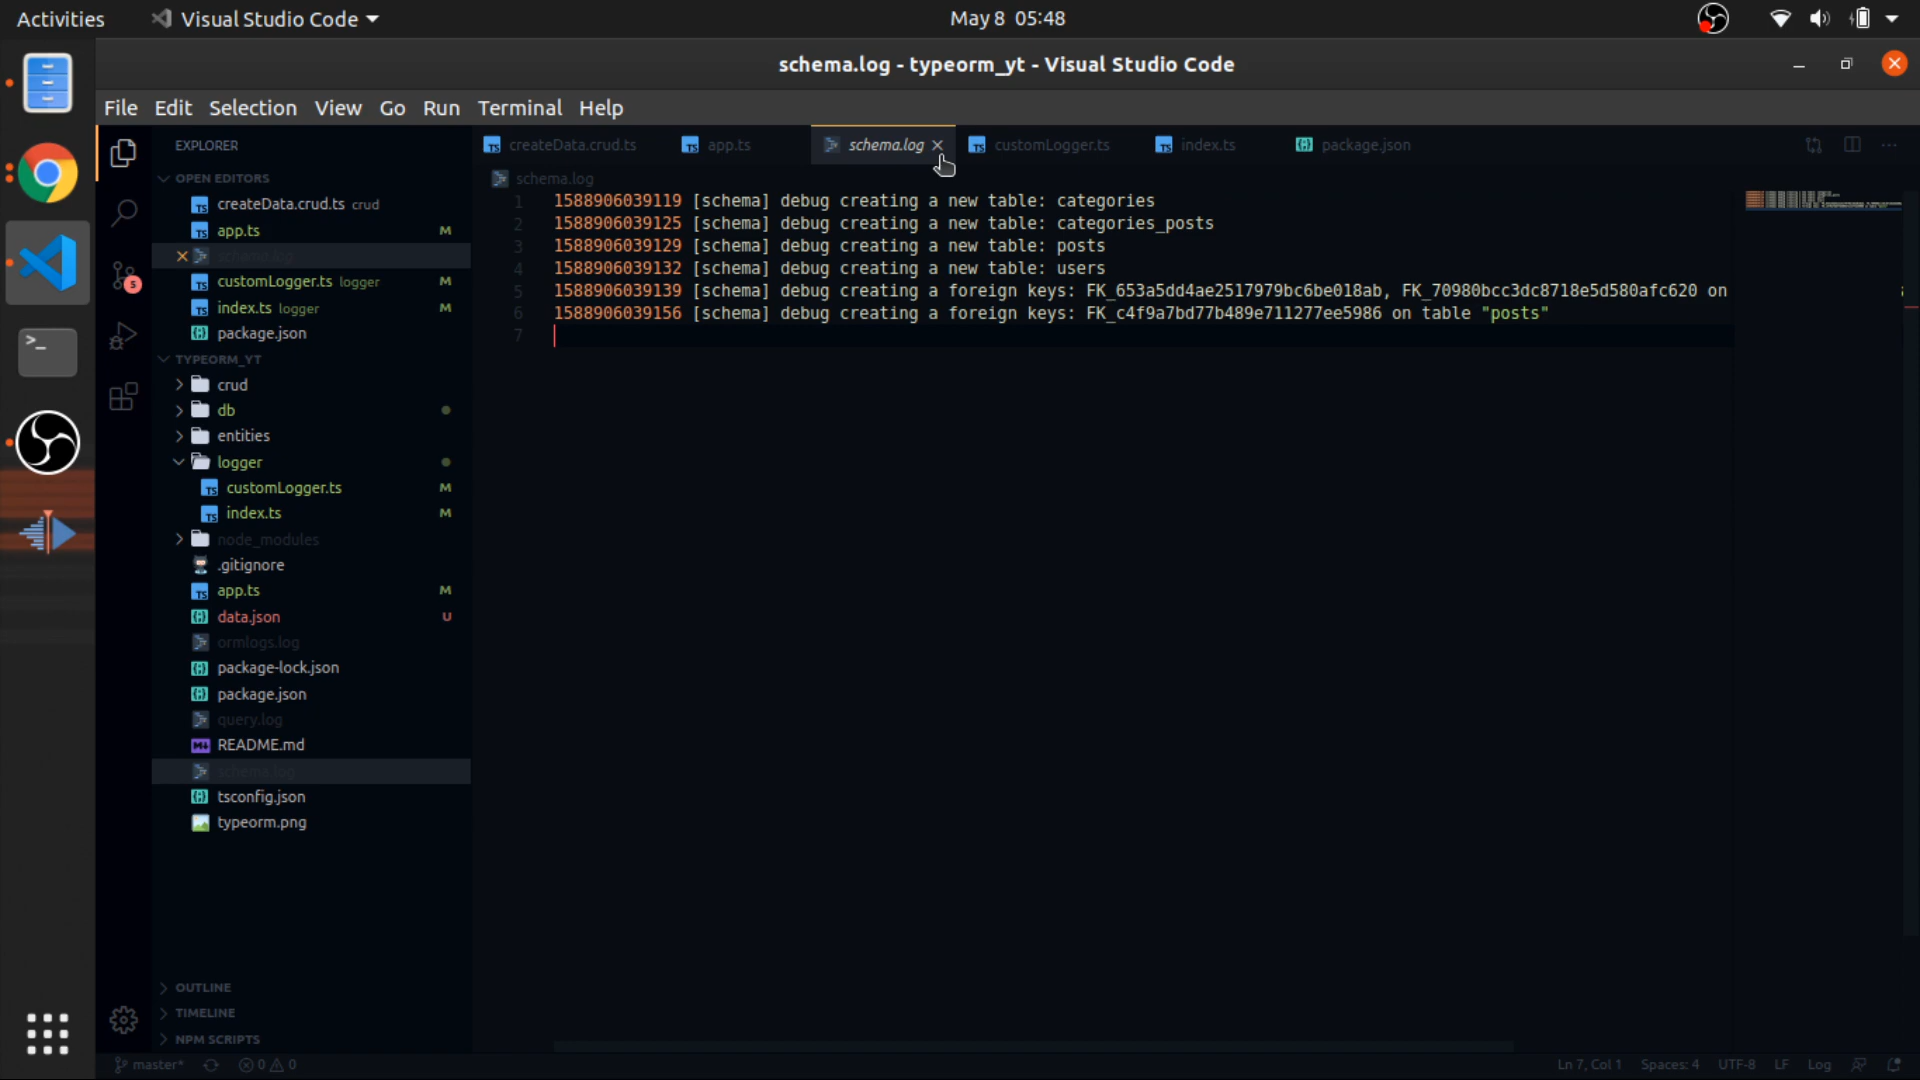 Activities
Visual Studio Code
May 8 05:48
schema.log - typeorm_yt - Visual Studio Code
File Edit Selection View Go Run Terminal Help
EXPLORER
OPEN EDITORS
createData.crud.ts crud
app.ts M
schema.log
customLogger.ts logger M
index.ts logger M
package.json
TYPEORM_YT
crud
db
entities
logger
customLogger.ts M
index.ts M
node_modules
.gitignore
app.ts M
data.json U
ormlogs.log
package-lock.json
package.json
query.log
README.md
schema.log
tsconfig.json
typeorm.png
OUTLINE
TIMELINE
NPM SCRIPTS
createData.crud.ts
app.ts
schema.log
customLogger.ts
index.ts
package.json
schema.log
1 1588906039119 [schema] debug creating a new table: categories
2 1588906039125 [schema] debug creating a new table: categories_posts
3 1588906039129 [schema] debug creating a new table: posts
4 1588906039132 [schema] debug creating a new table: users
5 1588906039139 [schema] debug creating a foreign keys: FK_653a5dd4ae2517979bc6be018ab, FK_70980bcc3dc8718e5d580afc620 on
6 1588906039156 [schema] debug creating a foreign keys: FK_c4f9a7bd77b489e711277ee5986 on table "posts"
7
5
master*
0 0
Ln 7, Col 1 Spaces: 4 UTF-8 LF Log